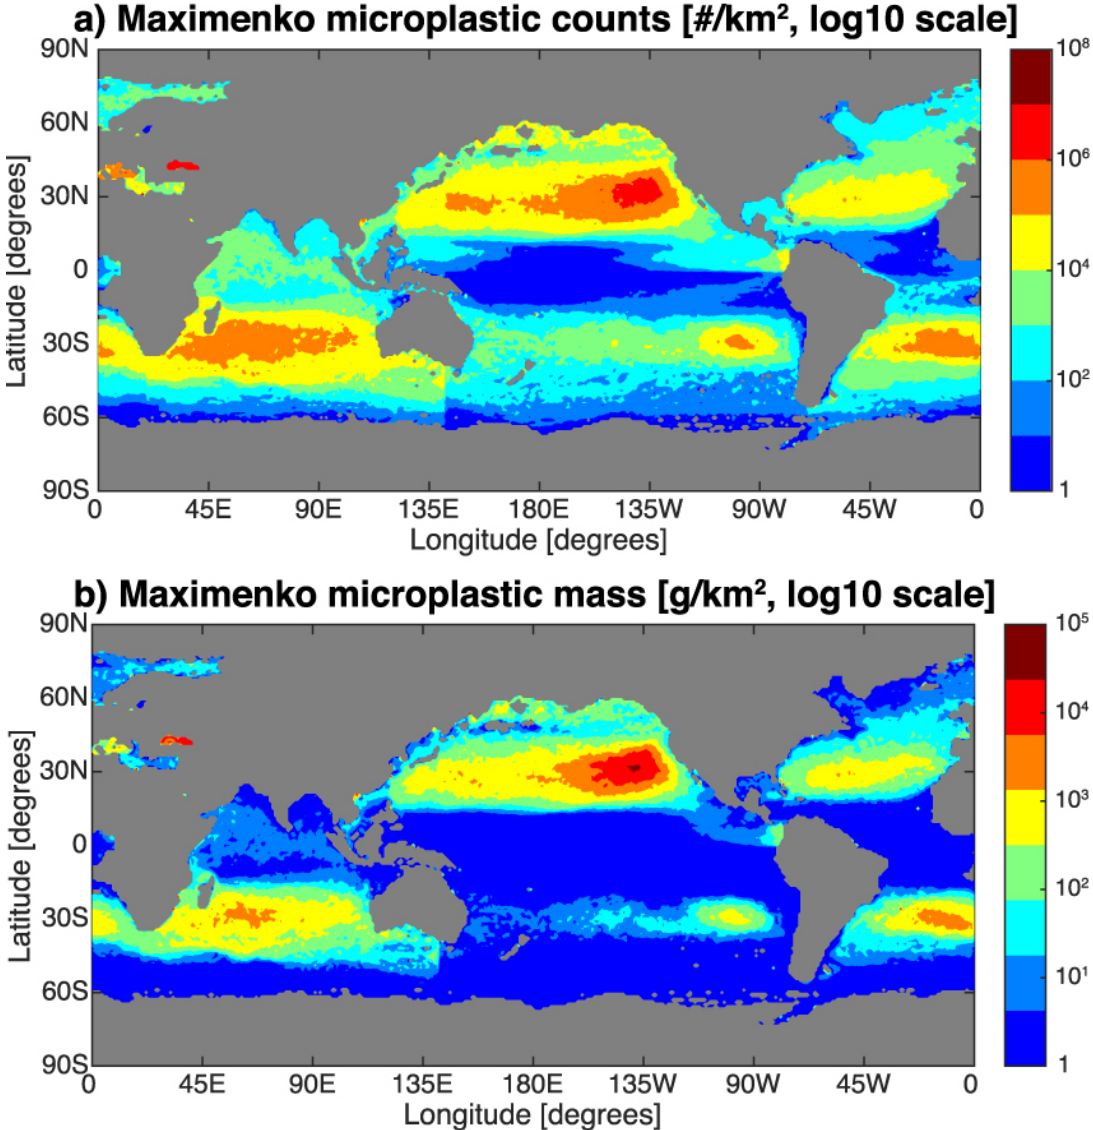 a) Maximenko microplastic counts [#/km², log10 scale]
90N
60N
30N
0
30S
60S
90S
Latitude [degrees]
0 45E 90E 135E 180E 135W 90W 45W 0
Longitude [degrees]
10⁸
10⁶
10⁴
10²
1
b) Maximenko microplastic mass [g/km², log10 scale]
90N
60N
30N
0
30S
60S
90S
Latitude [degrees]
0 45E 90E 135E 180E 135W 90W 45W 0
Longitude [degrees]
10⁵
10⁴
10³
10²
10¹
1